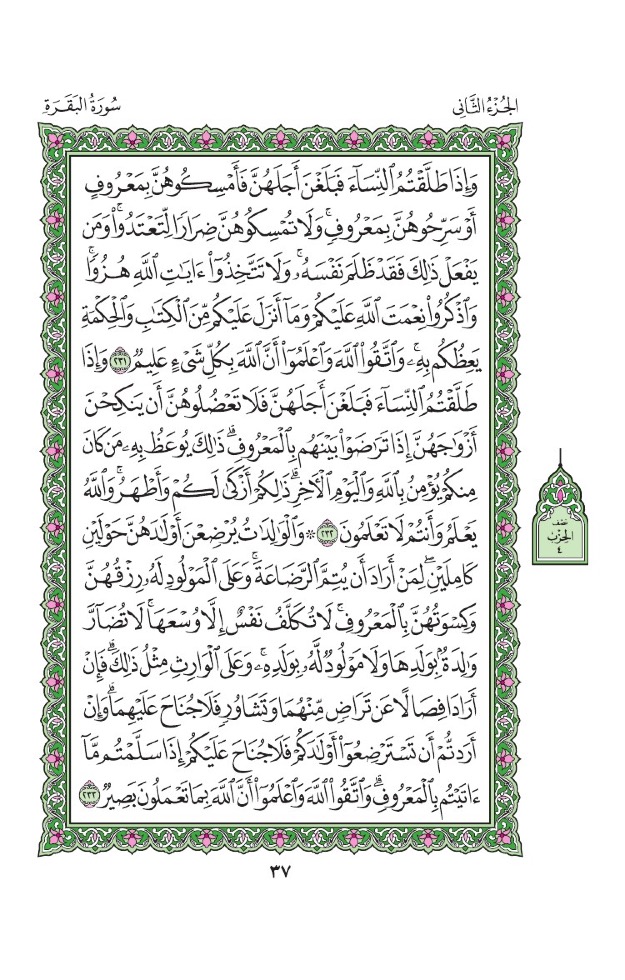 الجُزْءُ الثَّانِي
سُورَةُ البَقَرَةِ
وَإِذَا طَلَّقْتُمُ ٱلنِّسَآءَ فَبَلَغْنَ أَجَلَهُنَّ فَأَمْسِكُوهُنَّ بِمَعْرُوفٍ
أَوْ سَرِّحُوهُنَّ بِمَعْرُوفٍۚ وَلَا تُمْسِكُوهُنَّ ضِرَارًا لِّتَعْتَدُوا۟ۚ وَمَن
يَفْعَلْ ذَٰلِكَ فَقَدْ ظَلَمَ نَفْسَهُۥۚ وَلَا تَتَّخِذُوٓا۟ ءَايَٰتِ ٱللَّهِ هُزُوًاۚ
وَٱذْكُرُوا۟ نِعْمَتَ ٱللَّهِ عَلَيْكُمْ وَمَآ أَنزَلَ عَلَيْكُم مِّنَ ٱلْكِتَٰبِ وَٱلْحِكْمَةِ
يَعِظُكُم بِهِۦۚ وَٱتَّقُوا۟ ٱللَّهَ وَٱعْلَمُوٓا۟ أَنَّ ٱللَّهَ بِكُلِّ شَىْءٍ عَلِيمٌ ٢٣١ وَإِذَا
طَلَّقْتُمُ ٱلنِّسَآءَ فَبَلَغْنَ أَجَلَهُنَّ فَلَا تَعْضُلُوهُنَّ أَن يَنكِحْنَ
أَزْوَٰجَهُنَّ إِذَا تَرَٰضَوْا۟ بَيْنَهُم بِٱلْمَعْرُوفِۗ ذَٰلِكَ يُوعَظُ بِهِۦ مَن كَانَ
مِنكُمْ يُؤْمِنُ بِٱللَّهِ وَٱلْيَوْمِ ٱلْـَٔاخِرِۗ ذَٰلِكُمْ أَزْكَىٰ لَكُمْ وَأَطْهَرُۚ وَٱللَّهُ
يَعْلَمُ وَأَنتُمْ لَا تَعْلَمُونَ ٢٣٢ ۞ وَٱلْوَٰلِدَٰتُ يُرْضِعْنَ أَوْلَٰدَهُنَّ حَوْلَيْنِ
كَامِلَيْنِۖ لِمَنْ أَرَادَ أَن يُتِمَّ ٱلرَّضَاعَةَۚ وَعَلَى ٱلْمَوْلُودِ لَهُۥ رِزْقُهُنَّ
وَكِسْوَتُهُنَّ بِٱلْمَعْرُوفِۚ لَا تُكَلَّفُ نَفْسٌ إِلَّا وُسْعَهَاۚ لَا تُضَآرَّ
وَٰلِدَةٌۢ بِوَلَدِهَا وَلَا مَوْلُودٌ لَّهُۥ بِوَلَدِهِۦۚ وَعَلَى ٱلْوَارِثِ مِثْلُ ذَٰلِكَۗ فَإِنْ
أَرَادَا فِصَالًا عَن تَرَاضٍ مِّنْهُمَا وَتَشَاوُرٍ فَلَا جُنَاحَ عَلَيْهِمَاۗ وَإِنْ
أَرَدتُّمْ أَن تَسْتَرْضِعُوٓا۟ أَوْلَٰدَكُمْ فَلَا جُنَاحَ عَلَيْكُمْ إِذَا سَلَّمْتُم مَّآ
ءَاتَيْتُم بِٱلْمَعْرُوفِۗ وَٱتَّقُوا۟ ٱللَّهَ وَٱعْلَمُوٓا۟ أَنَّ ٱللَّهَ بِمَا تَعْمَلُونَ بَصِيرٌ ٢٣٣
نصف
الحزب
٤
٣٧